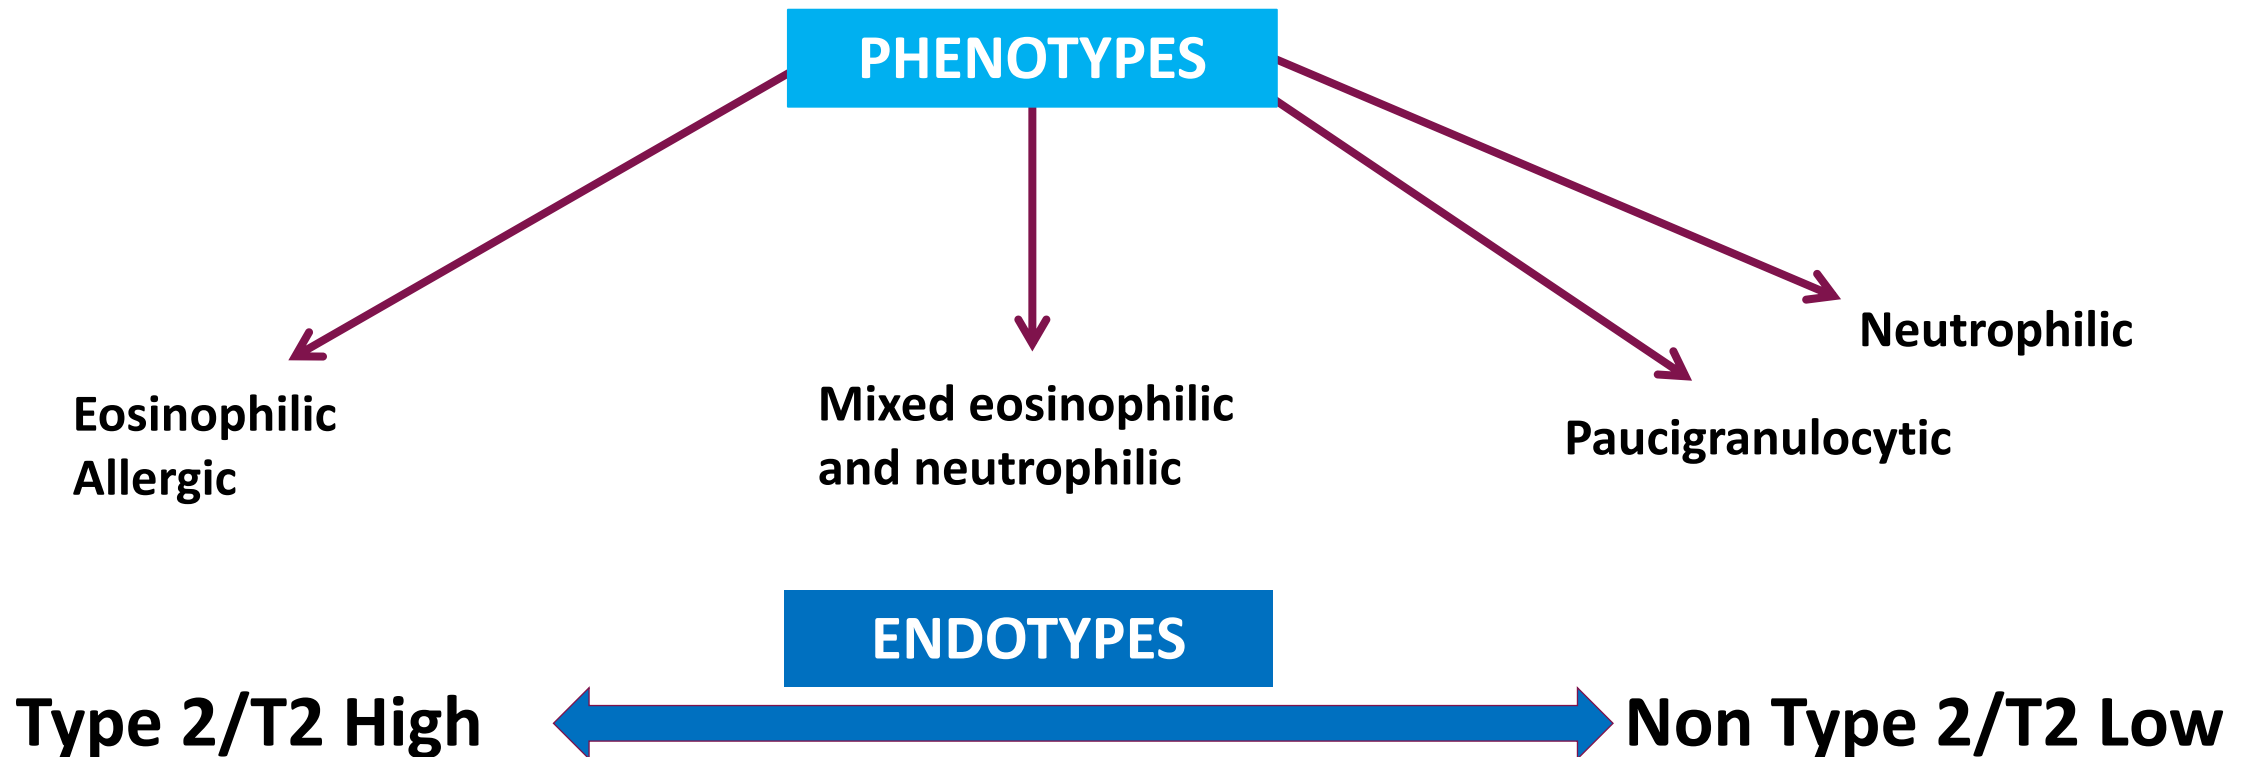 PHENOTYPES
Eosinophilic
Allergic
Mixed eosinophilic
and neutrophilic
Paucigranulocytic
Neutrophilic
ENDOTYPES
Type 2/T2 High
Non Type 2/T2 Low